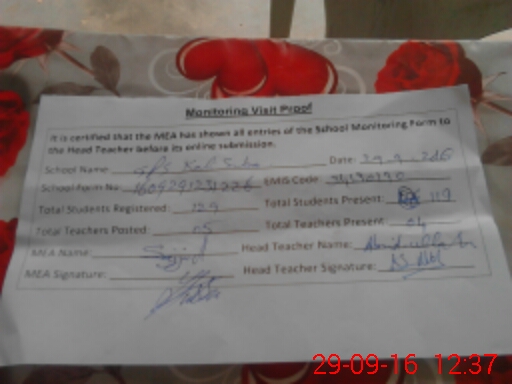 Monitoring Visit Proof
It is certified that the MEA has shown all entries of the School Monitoring Form to
the Head Teacher before its online submission.
School Name: GPS Date: 29-9-2016
School Form No: EMIS Code:
Total Students Registered: 129 Total Students Present: 119
Total Teachers Posted: 05 Total Teachers Present: 04
MEA Name: Sajjid Head Teacher Name:
MEA Signature: Head Teacher Signature:
29-09-16 12:37